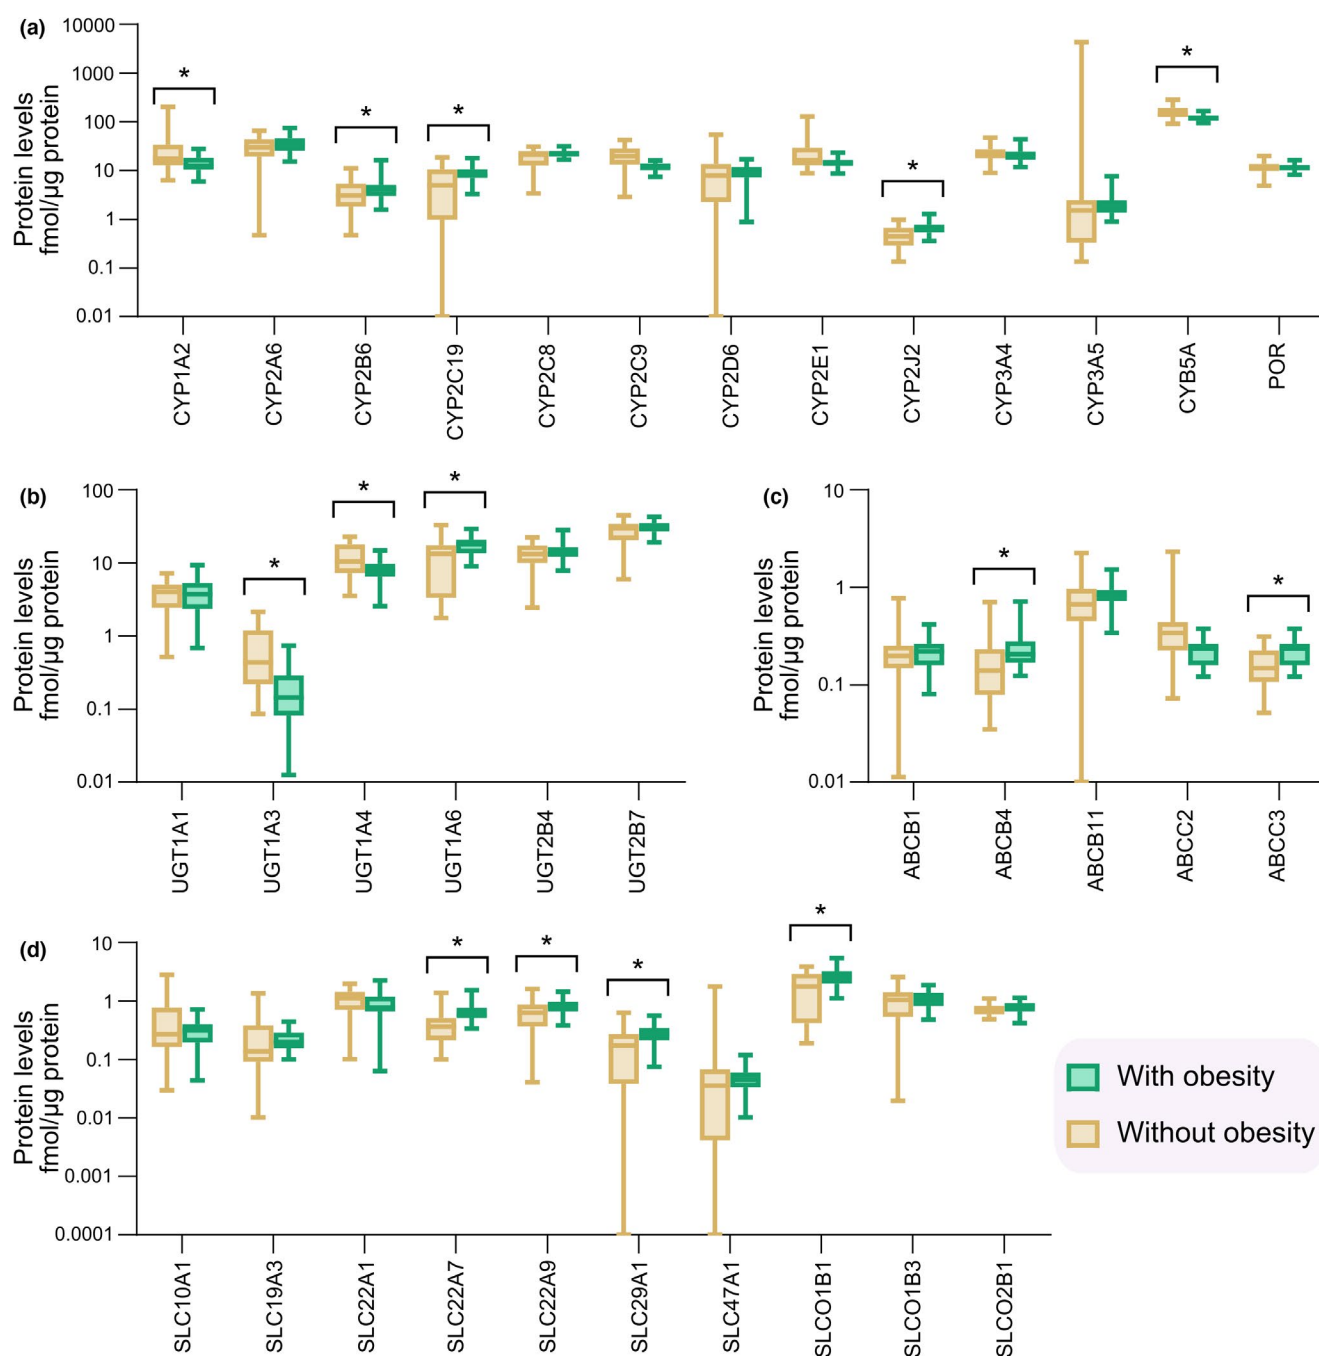 (a)
Protein levels
fmol/μg protein
10000
1000
100
10
1
0.1
0.01
*
*
*
*
*
CYP1A2
CYP2A6
CYP2B6
CYP2C19
CYP2C8
CYP2C9
CYP2D6
CYP2E1
CYP2J2
CYP3A4
CYP3A5
CYB5A
POR
(b)
Protein levels
fmol/μg protein
100
10
1
0.1
0.01
*
*
*
UGT1A1
UGT1A3
UGT1A4
UGT1A6
UGT2B4
UGT2B7
(c)
Protein levels
fmol/μg protein
10
1
0.1
0.01
*
*
ABCB1
ABCB4
ABCB11
ABCC2
ABCC3
(d)
Protein levels
fmol/μg protein
10
1
0.1
0.01
0.001
0.0001
*
*
*
*
SLC10A1
SLC19A3
SLC22A1
SLC22A7
SLC22A9
SLC29A1
SLC47A1
SLCO1B1
SLCO1B3
SLCO2B1
With obesity
Without obesity